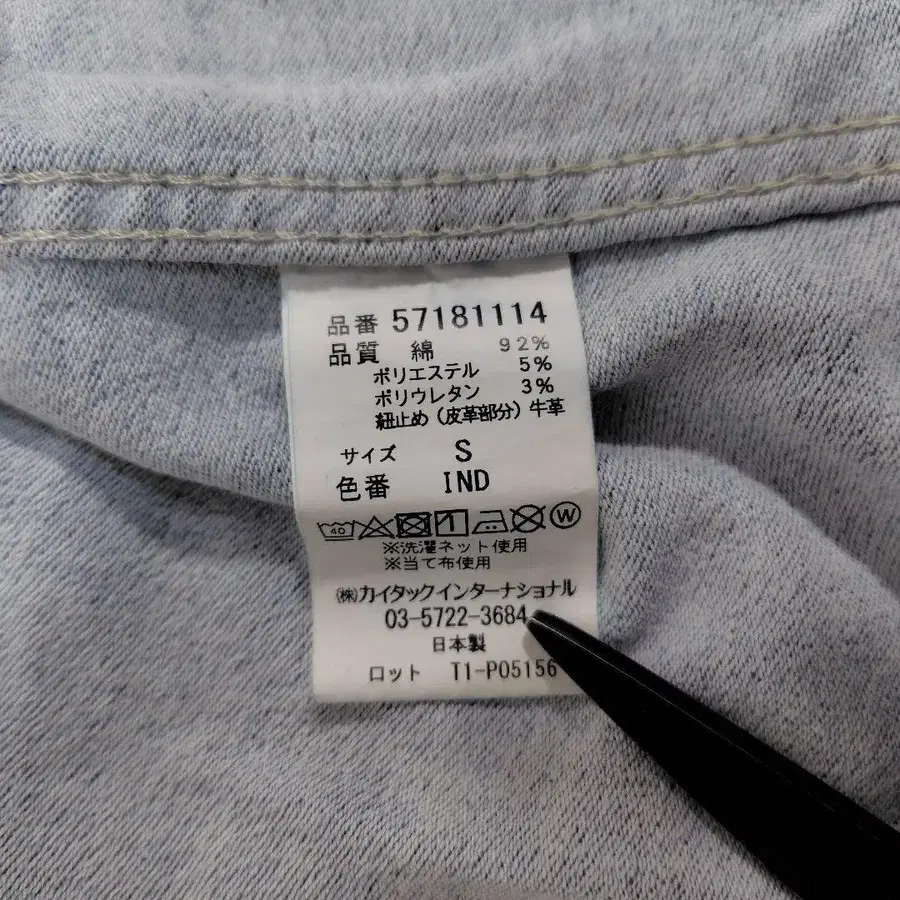 品番 57181114
品質 綿 92%
ポリエステル 5%
ポリウレタン 3%
紐止め（皮革部分）牛革
サイズ S
色番 IND
40 W
※洗濯ネット使用
※当て布使用
㈱カイタックインターナショナル
03-5722-3684
日本製
ロット T1-P05156